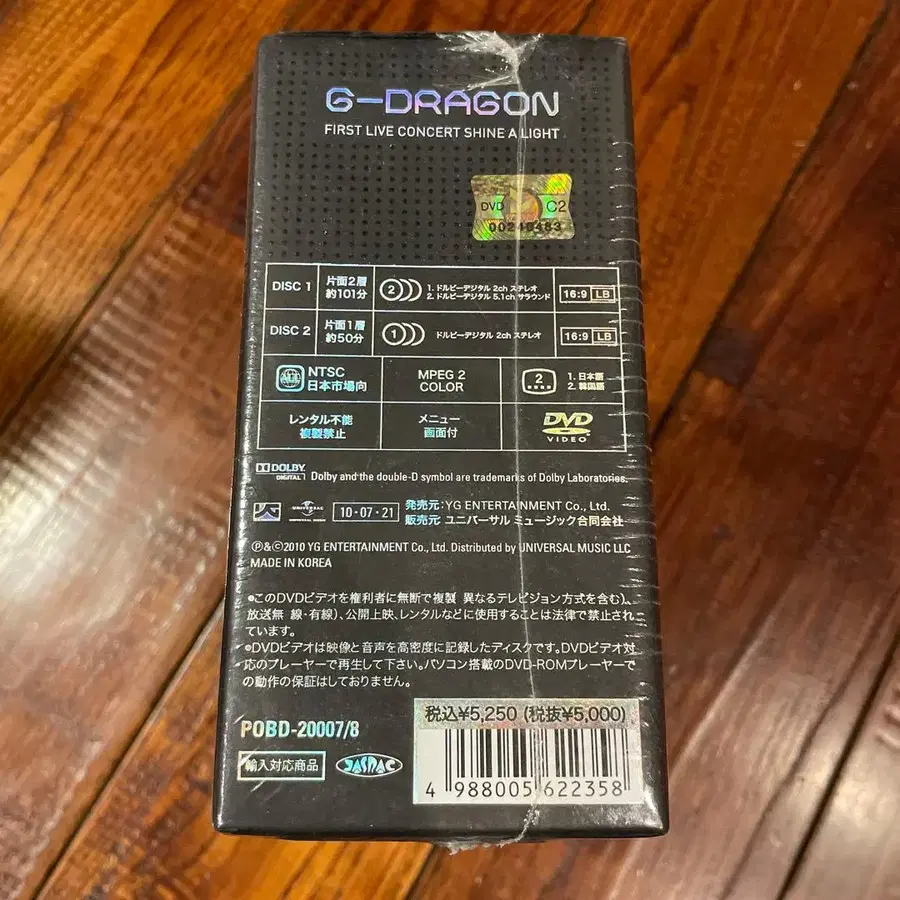 G-DRAGON
FIRST LIVE CONCERT SHINE A LIGHT
DVD C2
DISC 1 片面2層 約101分 2 1. ドルビーデジタル 2ch ステレオ 2. ドルビーデジタル 5.1ch サラウンド 16:9 LB
DISC 2 片面1層 約50分 1 ドルビーデジタル 2ch ステレオ 16:9 LB
NTSC 日本市場向 MPEG 2 COLOR 2 1. 日本語 2. 韓国語
レンタル不能 複製禁止 メニュー 画面付 DVD VIDEO
DOLBY DIGITAL Dolby and the double-D symbol are trademarks of Dolby Laboratories.
YG UNIVERSAL UNIVERSAL MUSIC 10・07・21 発売元:YG ENTERTAINMENT Co., Ltd.
販売元:ユニバーサル ミュージック合同会社
Ⓟ&©2010 YG ENTERTAINMENT Co., Ltd. Distributed by UNIVERSAL MUSIC LLC
MADE IN KOREA
●このDVDビデオを権利者に無断で複製 異なるテレビジョン方式を含む)、
放送無 線・有線)、公開上映、レンタルなどに使用することは法律で禁止され
ています。
●DVDビデオは映像と音声を高密度に記録したディスクです。DVDビデオ対
応のプレーヤーで再生して下さい。パソコン搭載のDVD-ROMプレーヤーで
の動作の保証はしておりません。
税込¥5,250 (税抜¥5,000)
POBD-20007/8
輸入対応商品 JASRAC
4 988005 622358